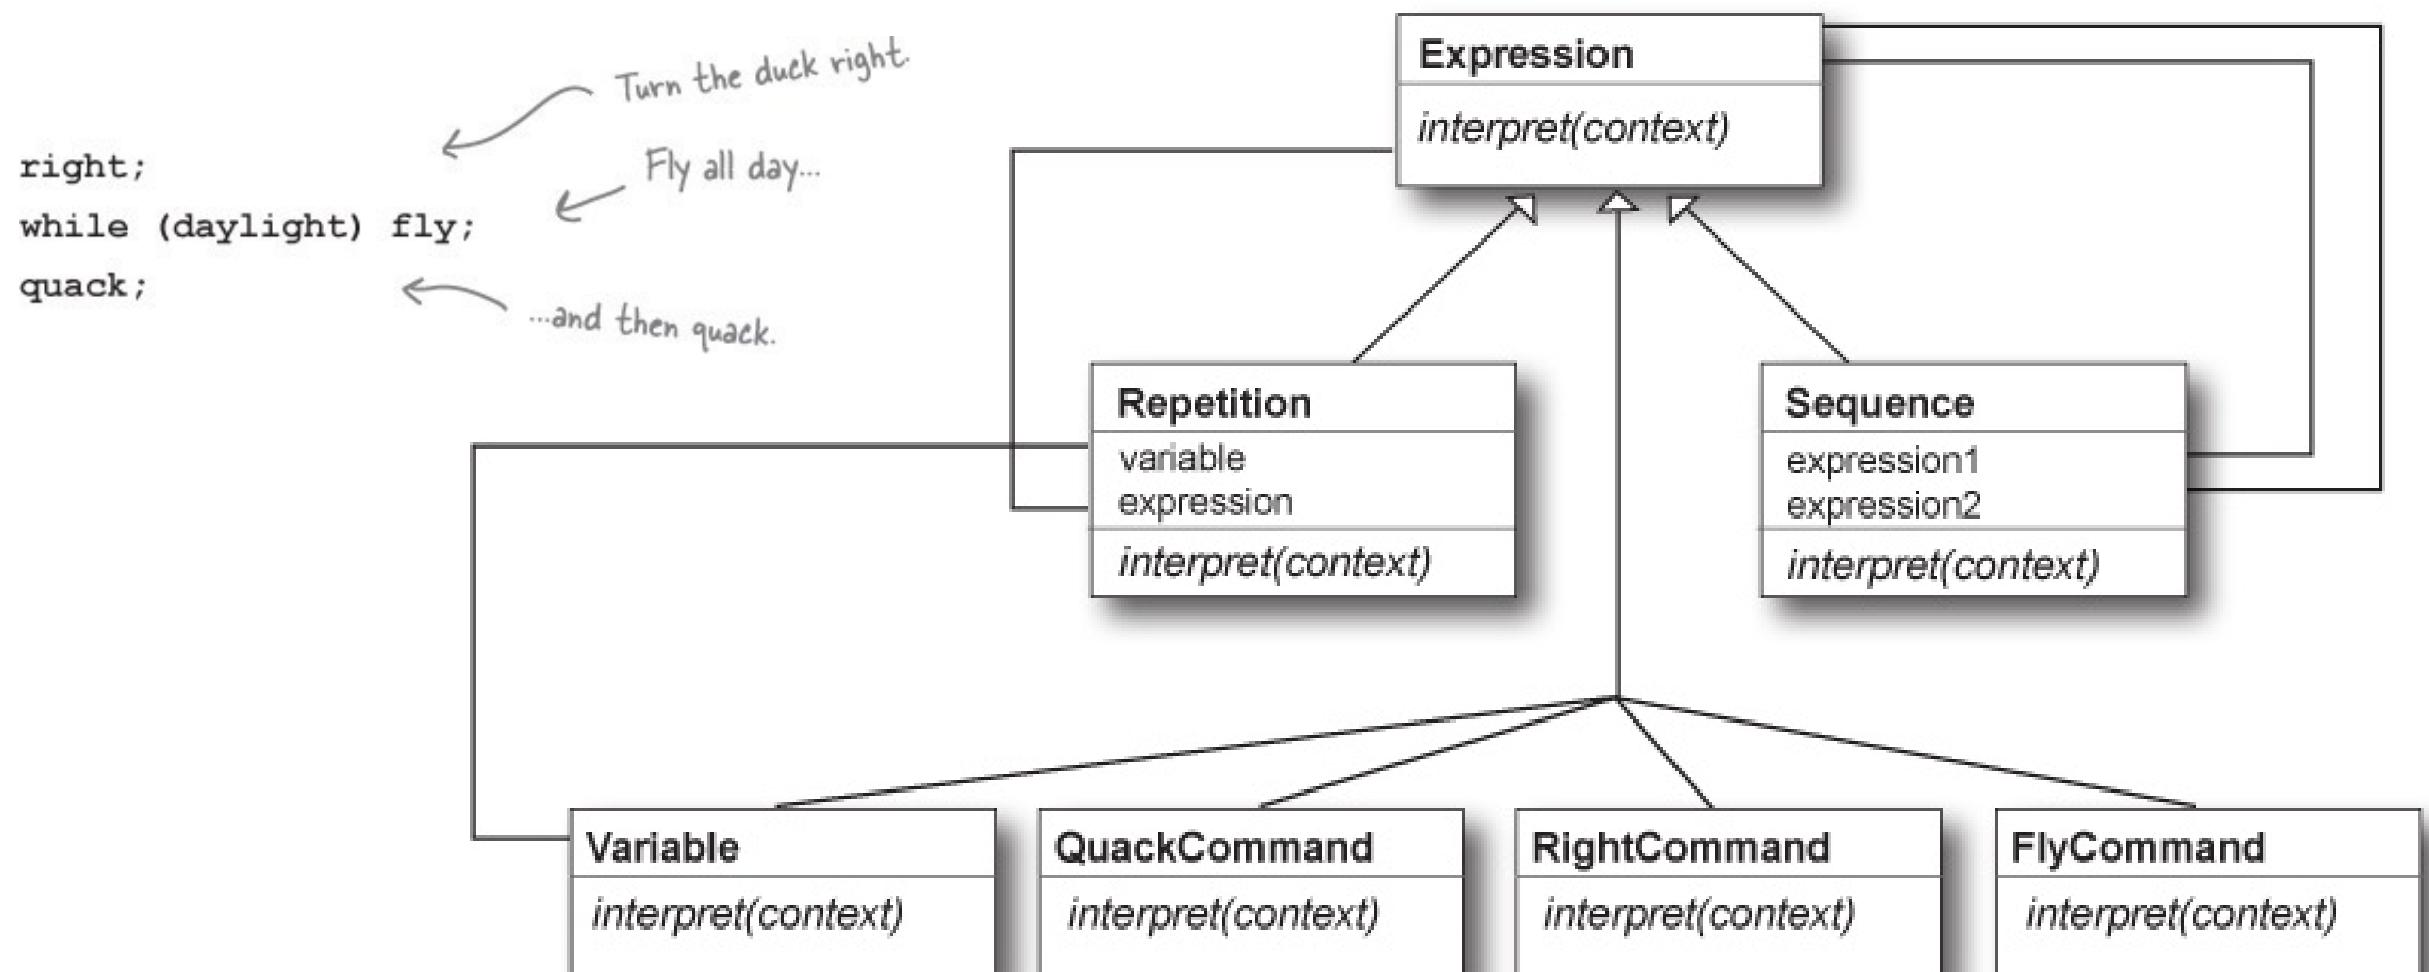 Turn the duck right.
right;
Fly all day...
while (daylight) fly;
quack;
...and then quack.
Expression
interpret(context)
Repetition
variable
expression
interpret(context)
Sequence
expression1
expression2
interpret(context)
Variable
interpret(context)
QuackCommand
interpret(context)
RightCommand
interpret(context)
FlyCommand
interpret(context)